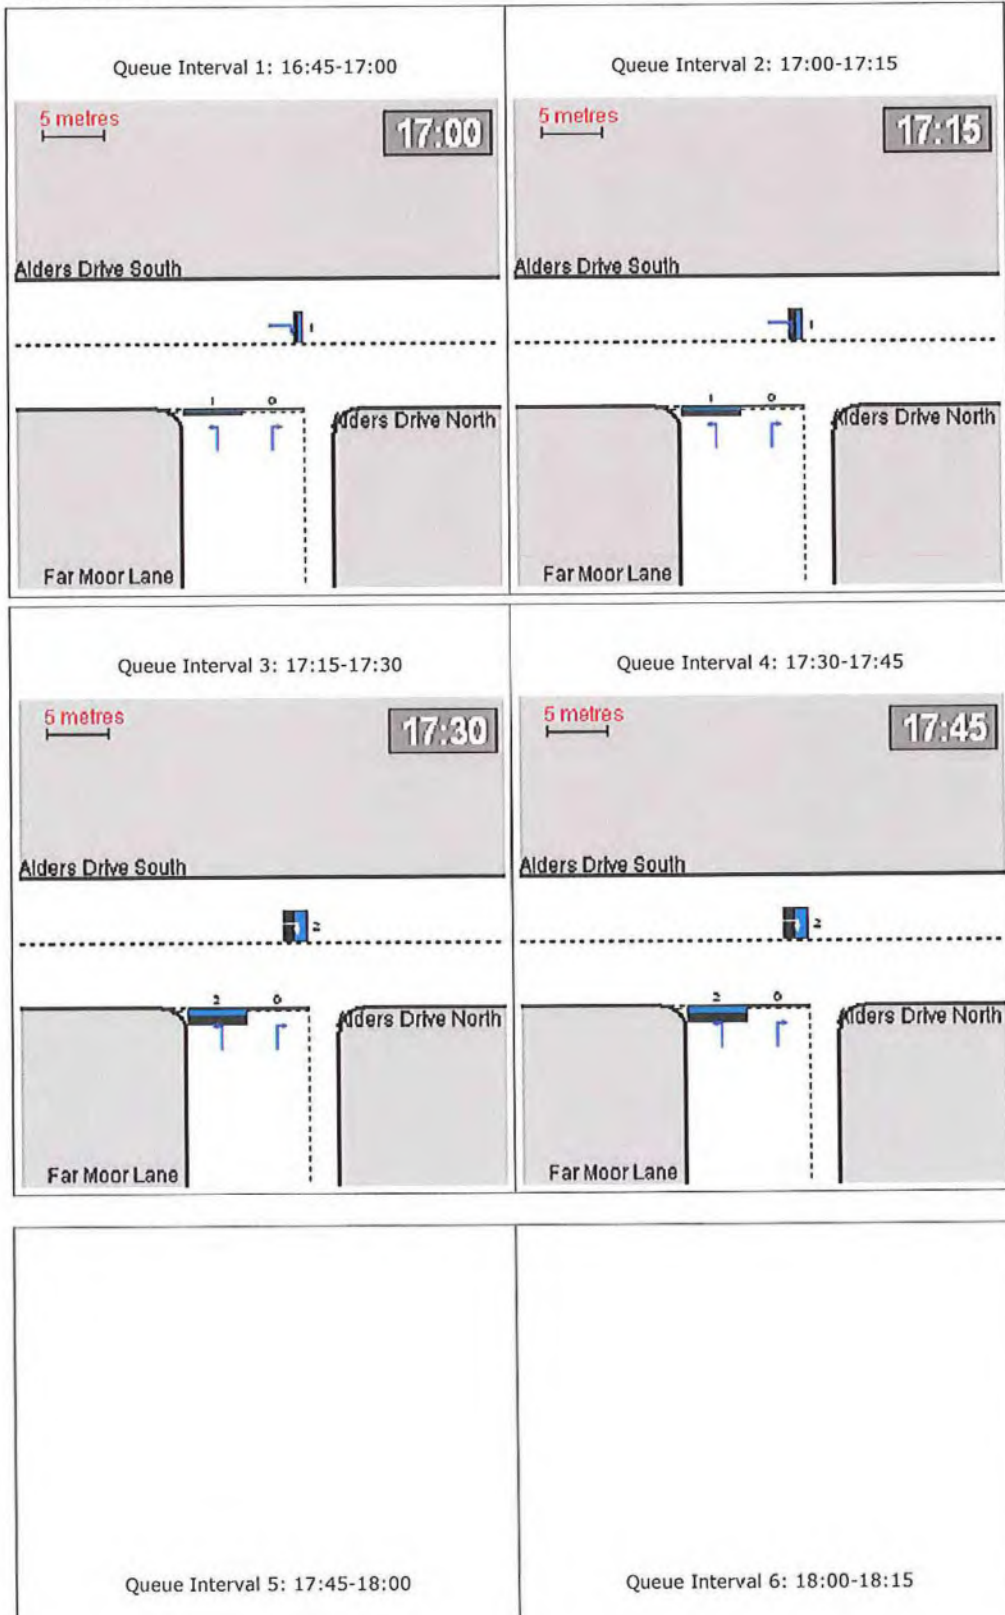 Queue Interval 1: 16:45-17:00
5 metres
17:00
Alders Drive South
1
1 0
Alders Drive North
Far Moor Lane
Queue Interval 2: 17:00-17:15
5 metres
17:15
Alders Drive South
1
1 0
Alders Drive North
Far Moor Lane
Queue Interval 3: 17:15-17:30
5 metres
17:30
Alders Drive South
2
2 0
Alders Drive North
Far Moor Lane
Queue Interval 4: 17:30-17:45
5 metres
17:45
Alders Drive South
2
2 0
Alders Drive North
Far Moor Lane
Queue Interval 5: 17:45-18:00
Queue Interval 6: 18:00-18:15